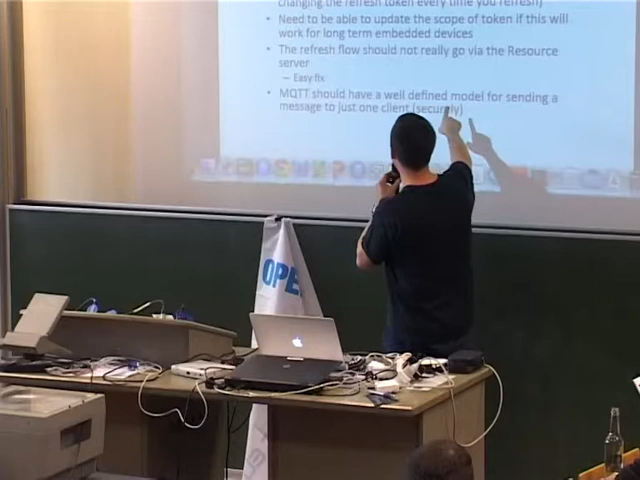 changing the refresh token every time you refresh)
Need to be able to update the scope of token if this will
work for long term embedded devices
The refresh flow should not really go via the Resource
server
– Easy fix
MQTT should have a well defined model for sending a
message to just one client (securely)
OPE